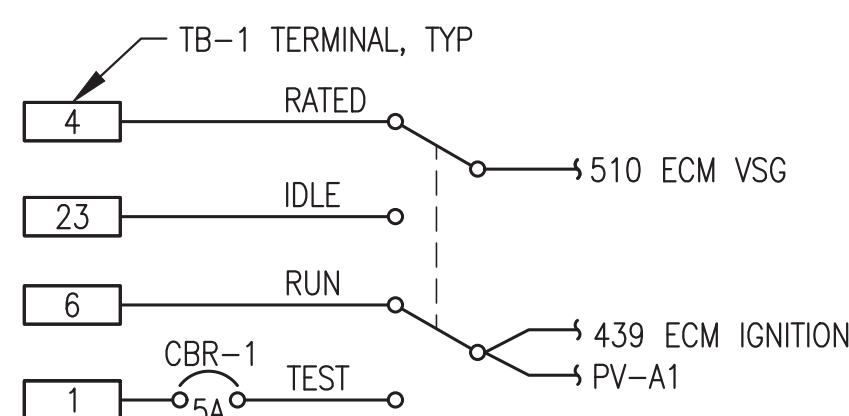 TB-1 TERMINAL, TYP
RATED
4
510 ECM VSG
IDLE
23
RUN
6
439 ECM IGNITION
CBR-1
PV-A1
TEST
1
5A